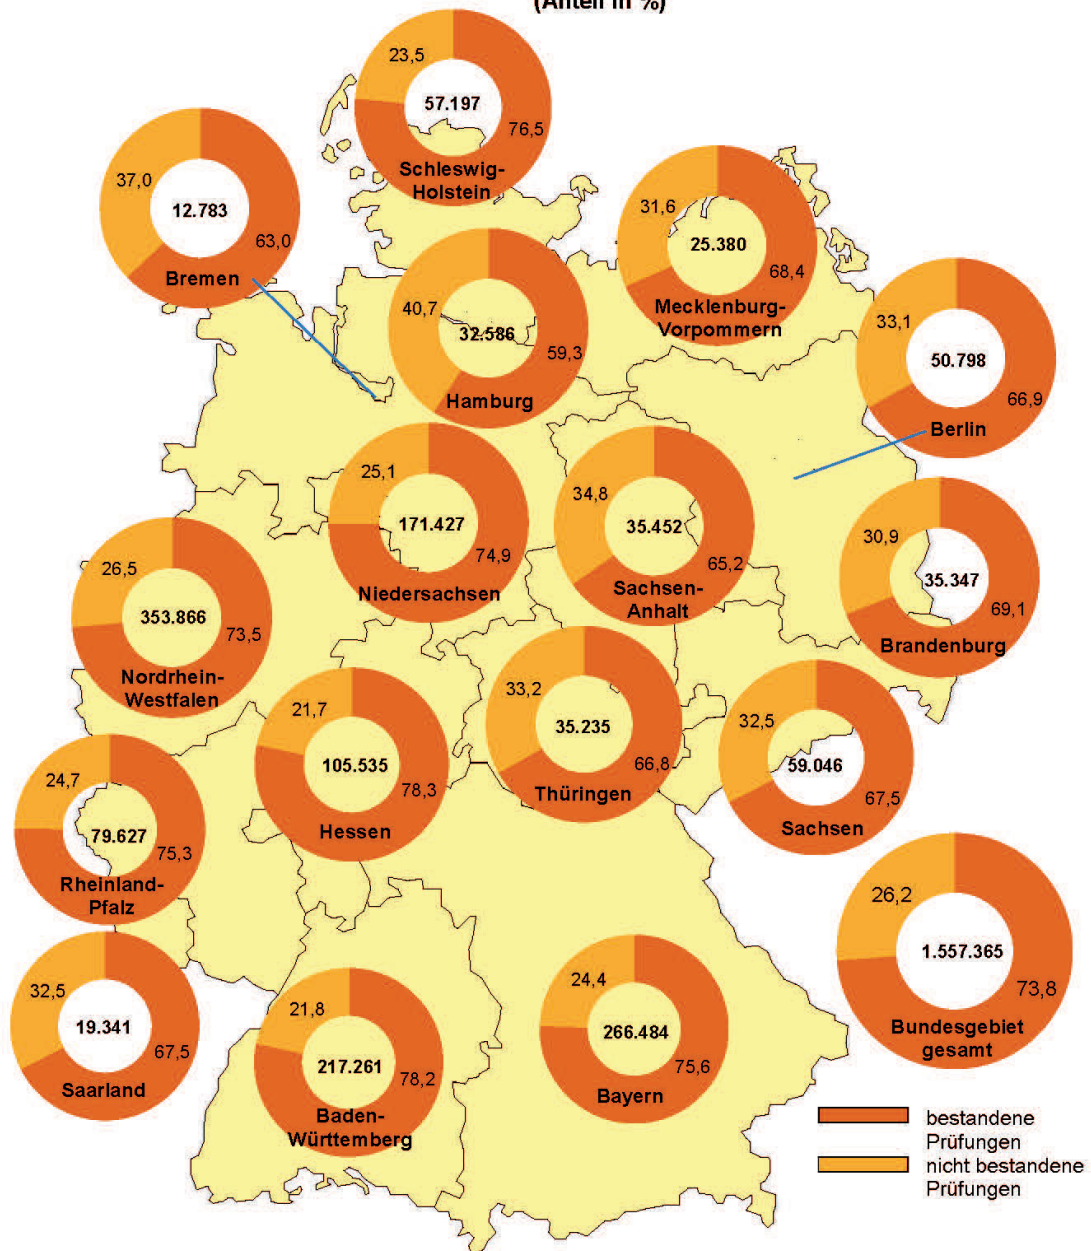 (Anteil in %)
23,5
57.197
76,5
Schleswig-
Holstein
37,0
12.783
63,0
Bremen
31,6
25.380
68,4
Mecklenburg-
Vorpommern
40,7
32.586
59,3
Hamburg
33,1
50.798
66,9
Berlin
25,1
171.427
74,9
Niedersachsen
34,8
35.452
65,2
Sachsen-
Anhalt
30,9
35.347
69,1
Brandenburg
26,5
353.866
73,5
Nordrhein-
Westfalen
33,2
35.235
66,8
Thüringen
21,7
105.535
78,3
Hessen
32,5
59.046
67,5
Sachsen
24,7
79.627
75,3
Rheinland-
Pfalz
26,2
1.557.365
73,8
Bundesgebiet
gesamt
32,5
19.341
67,5
Saarland
21,8
217.261
78,2
Baden-
Württemberg
24,4
266.484
75,6
Bayern
bestandene
Prüfungen
nicht bestandene
Prüfungen